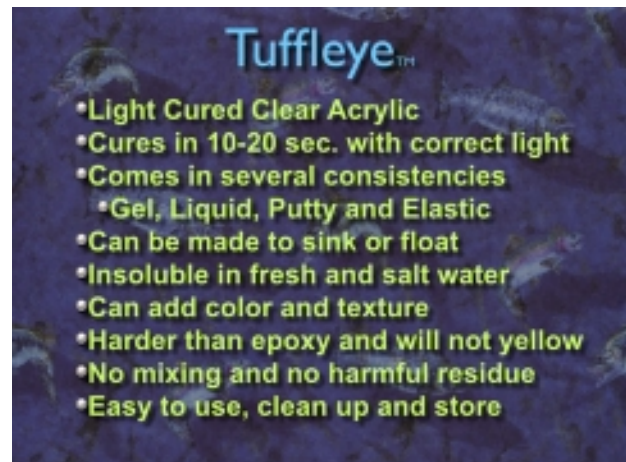 Tuffleye™
•Light Cured Clear Acrylic
•Cures in 10-20 sec. with correct light
•Comes in several consistencies
•Gel, Liquid, Putty and Elastic
•Can be made to sink or float
•Insoluble in fresh and salt water
•Can add color and texture
•Harder than epoxy and will not yellow
•No mixing and no harmful residue
•Easy to use, clean up and store